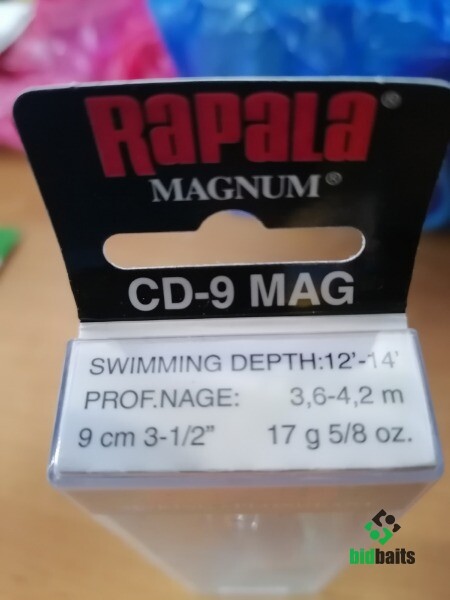 Rapala®
MAGNUM®
CD-9 MAG
SWIMMING DEPTH:12'-14'
PROF.NAGE: 3,6-4,2 m
9 cm 3-1/2" 17 g 5/8 oz.
bidbaits